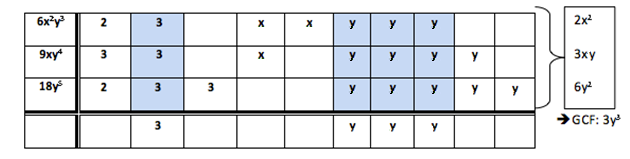 6x²y³ 2 3 x x y y y 2x²
9xy⁴ 3 3 x y y y y 3xy
18y⁵ 2 3 3 y y y y y 6y²
3 y y y ➔ GCF: 3y³